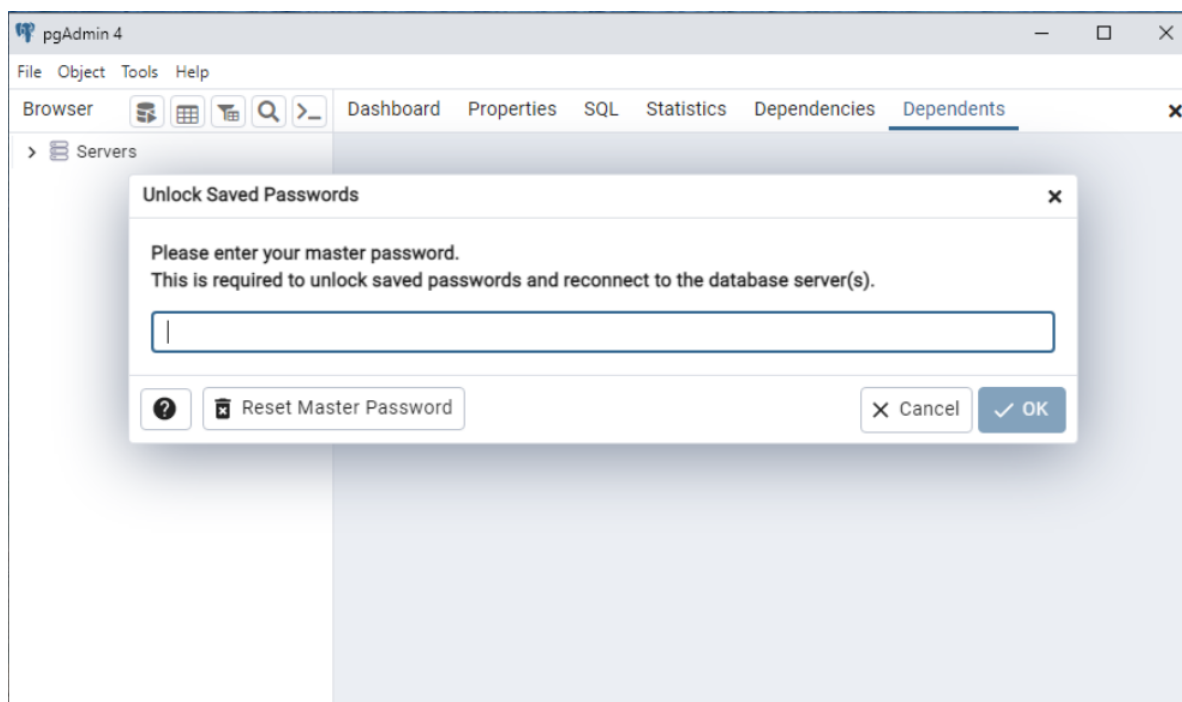 pgAdmin 4
File Object Tools Help
Browser Dashboard Properties SQL Statistics Dependencies Dependents
Servers
Unlock Saved Passwords
Please enter your master password.
This is required to unlock saved passwords and reconnect to the database server(s).
Reset Master Password Cancel OK